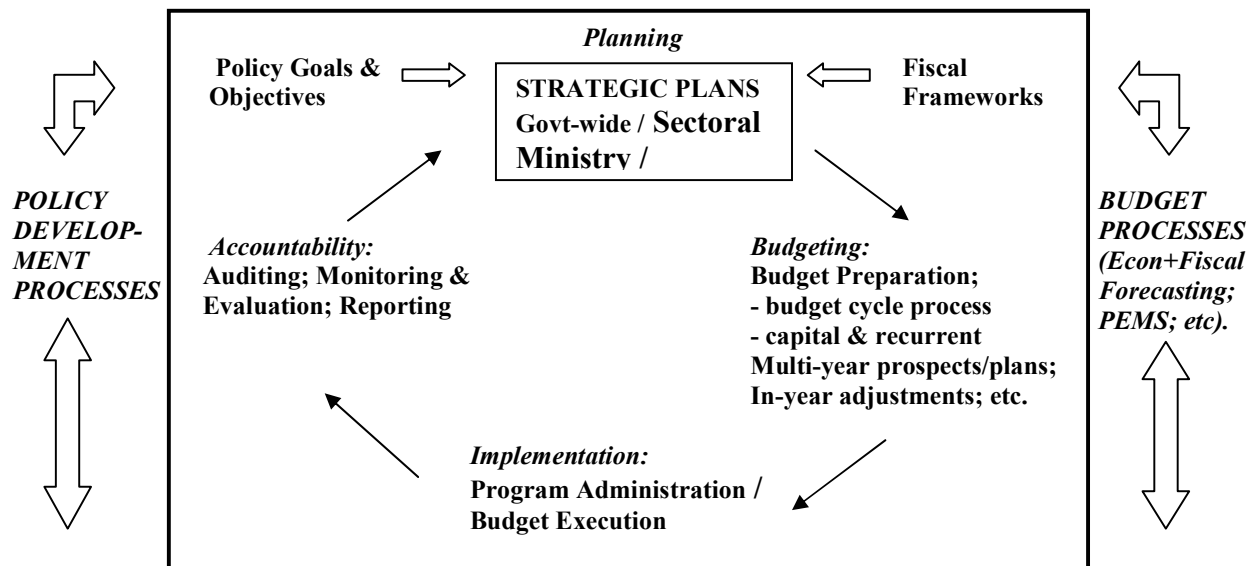 Planning
Policy Goals &
Objectives
STRATEGIC PLANS
Govt-wide / Sectoral
Ministry /
Fiscal
Frameworks
POLICY
DEVELOP-
MENT
PROCESSES
BUDGET
PROCESSES
(Econ+Fiscal
Forecasting;
PEMS; etc).
Accountability:
Auditing; Monitoring &
Evaluation; Reporting
Budgeting:
Budget Preparation;
- budget cycle process
- capital & recurrent
Multi-year prospects/plans;
In-year adjustments; etc.
Implementation:
Program Administration /
Budget Execution